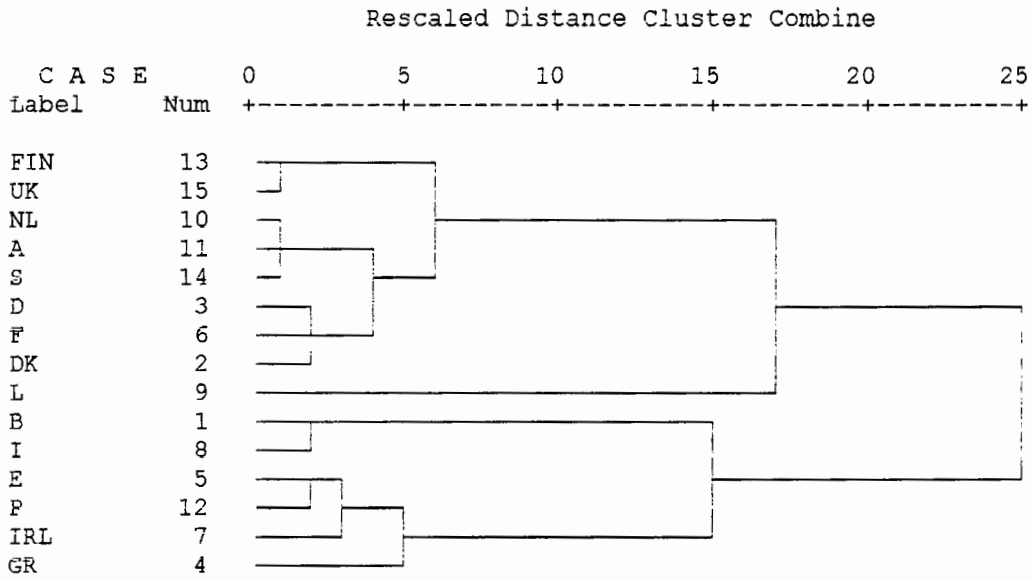 Rescaled Distance Cluster Combine
C A S E 0 5 10 15 20 25
Label Num +---------+---------+---------+---------+---------+
FIN 13
UK 15
NL 10
A 11
S 14
D 3
F 6
DK 2
L 9
B 1
I 8
E 5
P 12
IRL 7
GR 4